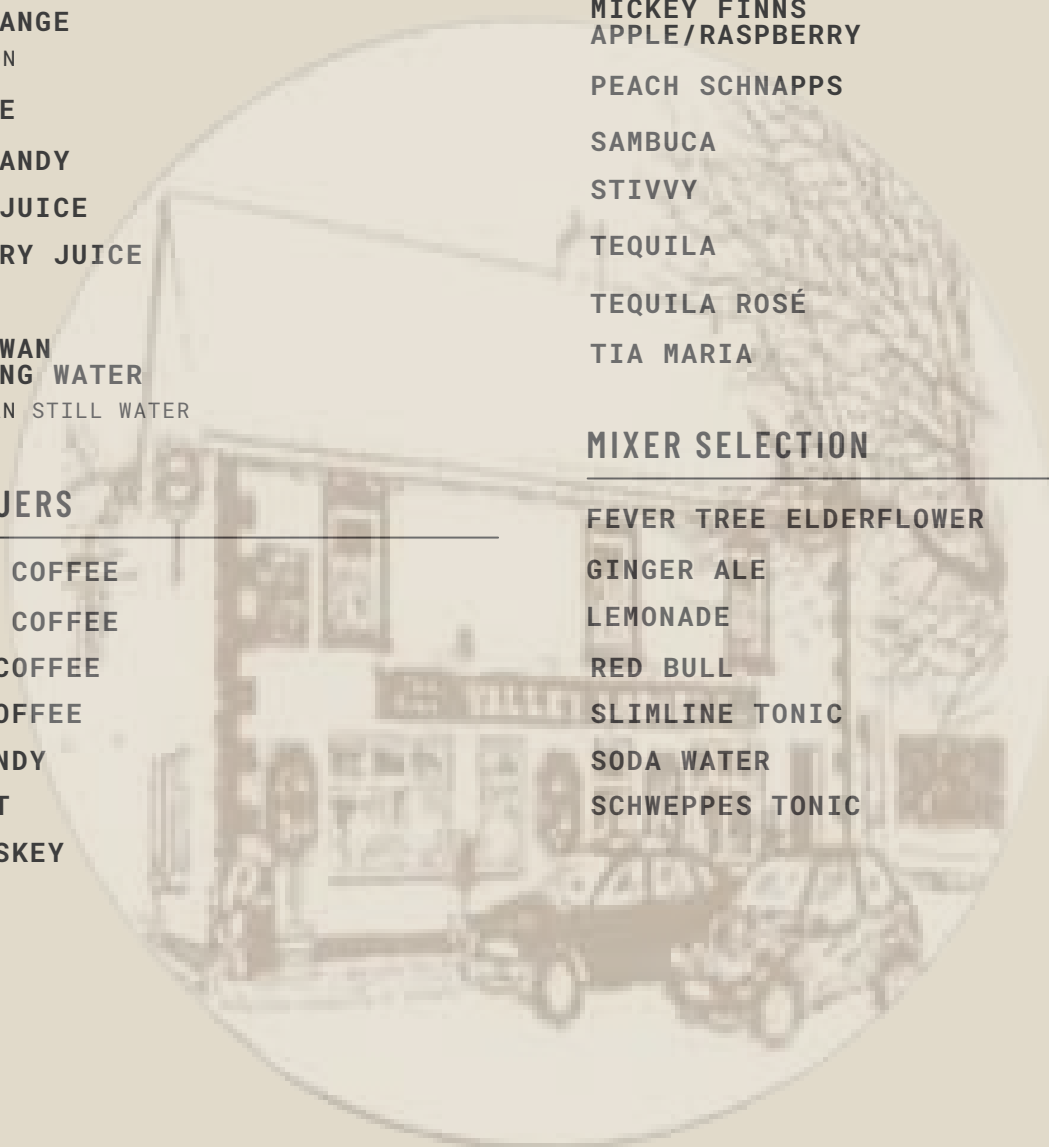 ANGE
N
E
ANDY
JUICE
RY JUICE
WAN
NG WATER
N STILL WATER
UERS
COFFEE
COFFEE
COFFEE
OFFEE
NDY
T
SKEY
MICKEY FINNS
APPLE/RASPBERRY
PEACH SCHNAPPS
SAMBUCA
STIVVY
TEQUILA
TEQUILA ROSÉ
TIA MARIA
MIXER SELECTION
FEVER TREE ELDERFLOWER
GINGER ALE
LEMONADE
RED BULL
SLIMLINE TONIC
SODA WATER
SCHWEPPES TONIC